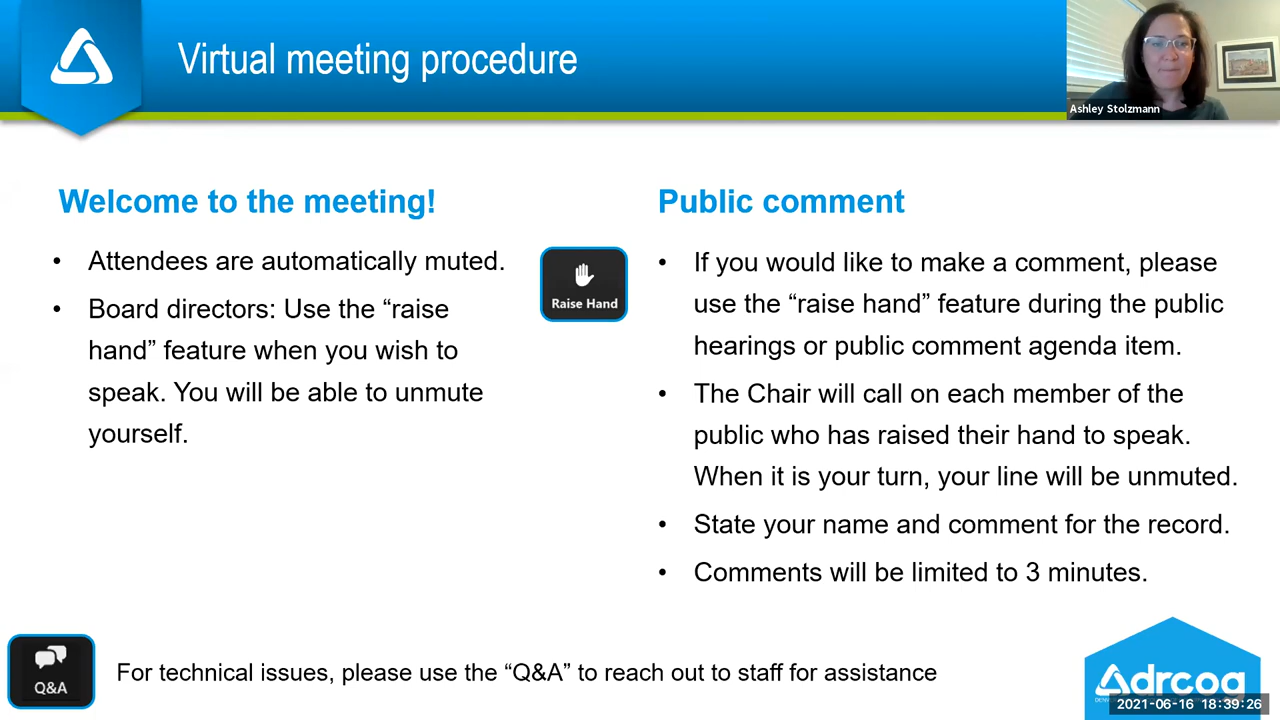 Virtual meeting procedure
Ashley Stolzmann
Welcome to the meeting!
• Attendees are automatically muted.
• Board directors: Use the “raise
hand” feature when you wish to
speak. You will be able to unmute
yourself.
Raise Hand
Public comment
• If you would like to make a comment, please
use the “raise hand” feature during the public
hearings or public comment agenda item.
• The Chair will call on each member of the
public who has raised their hand to speak.
When it is your turn, your line will be unmuted.
• State your name and comment for the record.
• Comments will be limited to 3 minutes.
Q&A
For technical issues, please use the “Q&A” to reach out to staff for assistance
drcog
2021-06-16 18:39:26